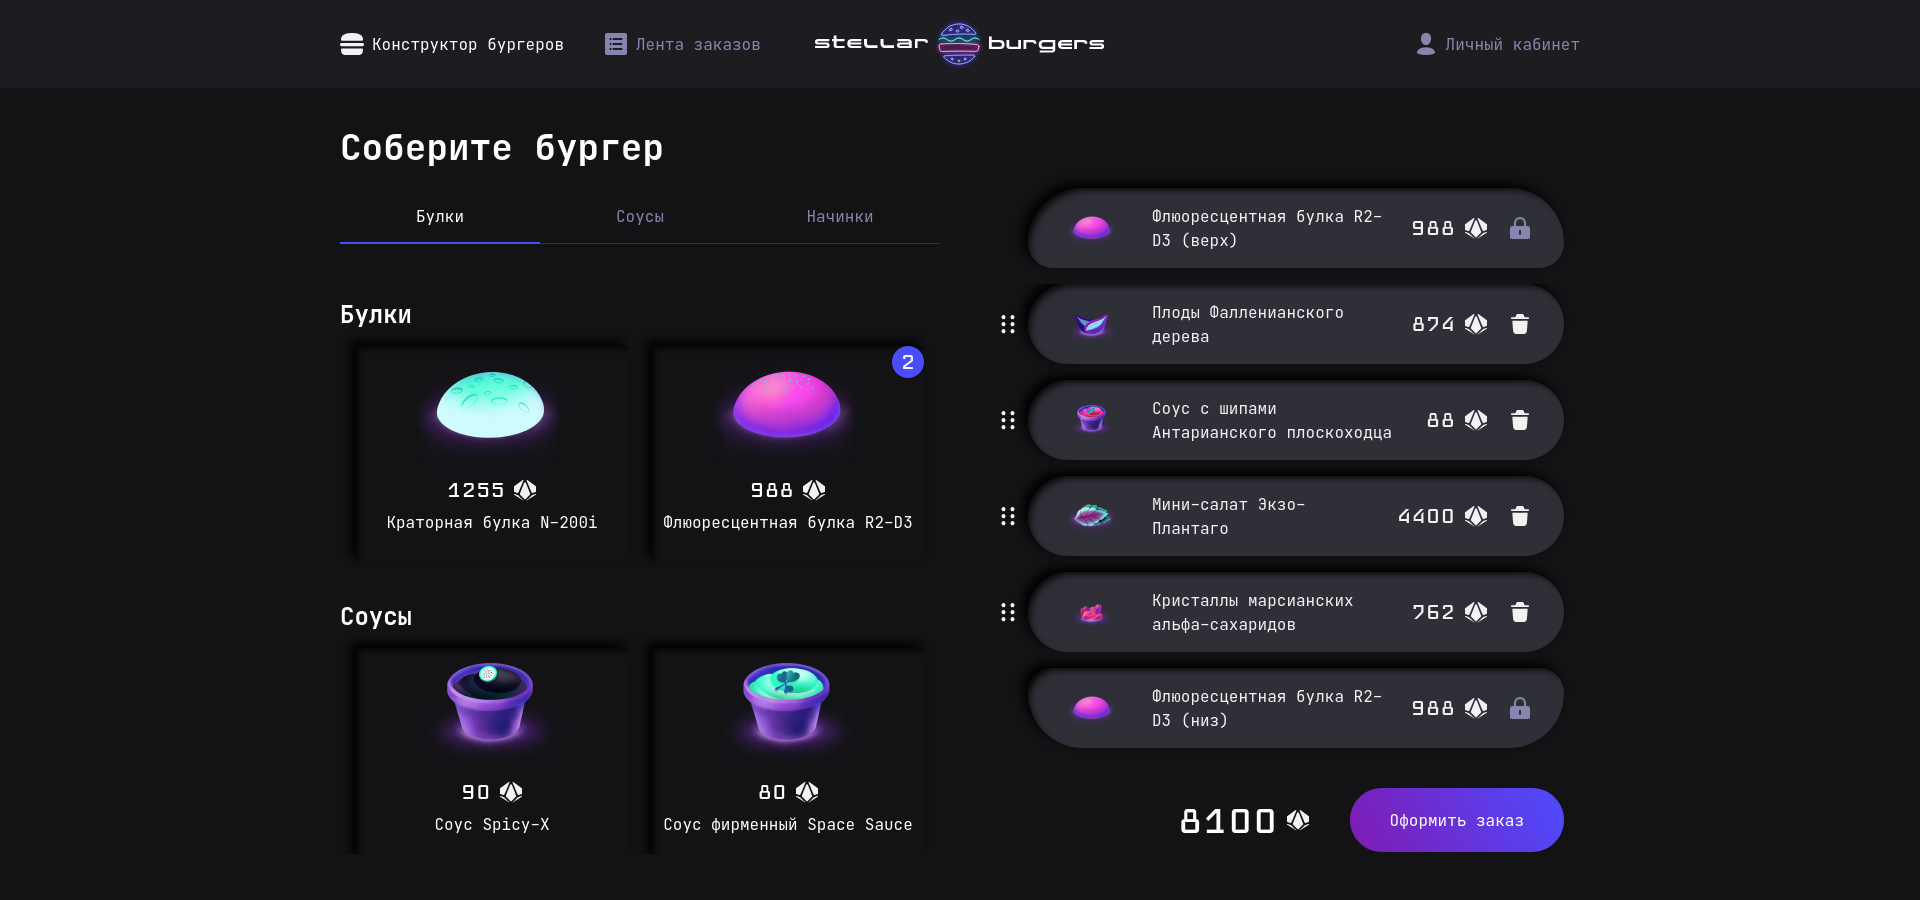 Конструктор бургеров
Лента заказов
stellar burgers
Личный кабинет
Соберите бургер
Булки
Соусы
Начинки
Булки
2
1255
Краторная булка N-200i
988
Флюоресцентная булка R2-D3
Соусы
90
Соус Spicy-X
80
Соус фирменный Space Sauce
Флюоресцентная булка R2-
D3 (верх)
988
Плоды Фалленианского
дерева
874
Соус с шипами
Антарианского плоскоходца
88
Мини-салат Экзо-
Плантаго
4400
Кристаллы марсианских
альфа-сахаридов
762
Флюоресцентная булка R2-
D3 (низ)
988
8100
Оформить заказ